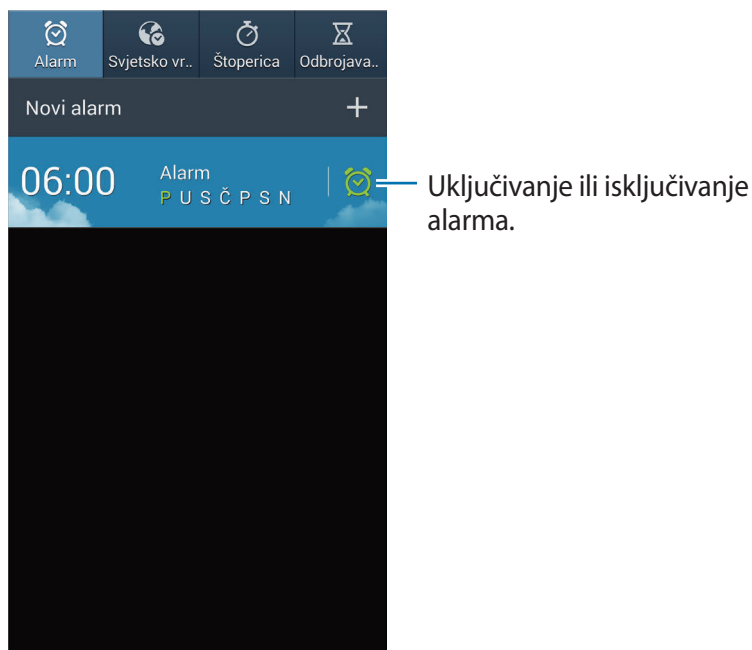 Alarm Svjetsko vr.. Štoperica Odbrojava..
Novi alarm
06:00 Alarm
P U S Č P S N
Uključivanje ili isključivanje
alarma.